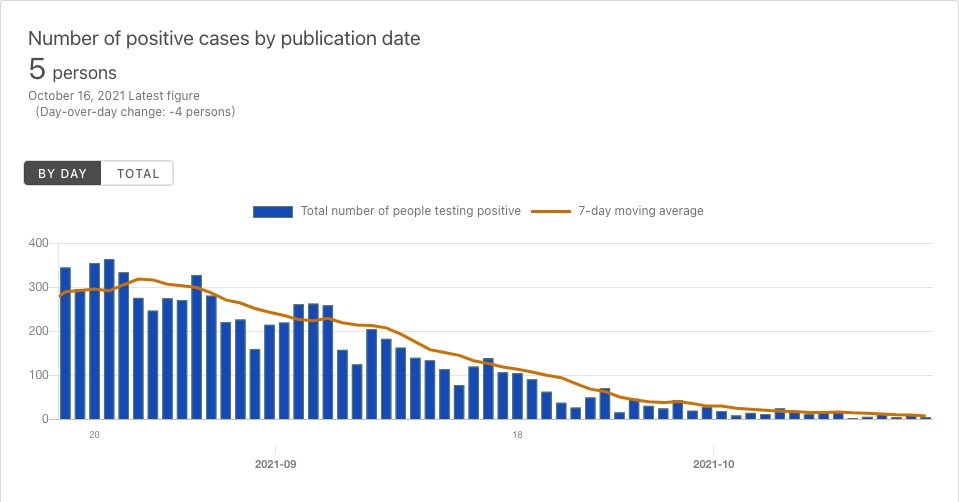 Number of positive cases by publication date
5 persons
October 16, 2021 Latest figure
(Day-over-day change: -4 persons)
BY DAY TOTAL
Total number of people testing positive 7-day moving average
400
300
200
100
0
20 18
2021-09 2021-10